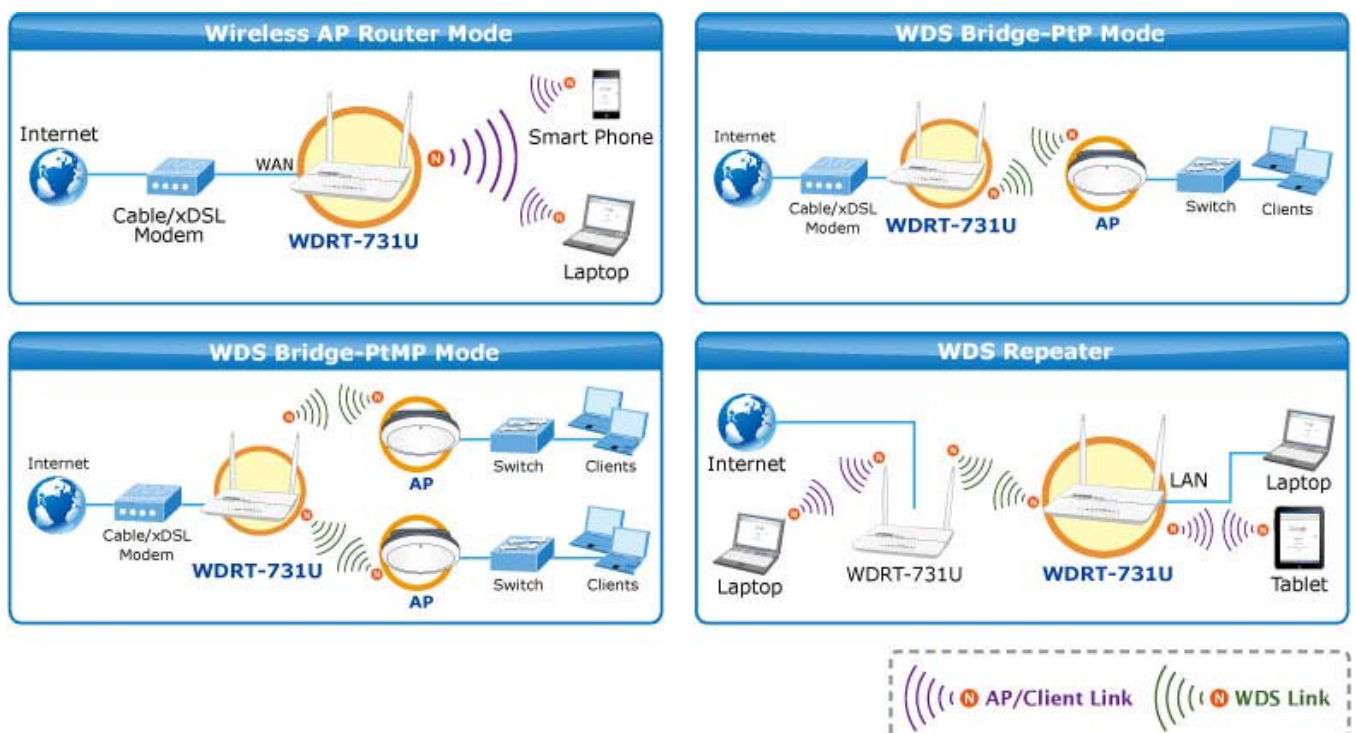 Wireless AP Router Mode
Internet
WAN
Cable/xDSL
Modem
WDRT-731U
N
N
Smart Phone
N
Laptop
WDS Bridge-PtP Mode
Internet
Cable/xDSL
Modem
WDRT-731U
N
N
AP
Switch
Clients
WDS Bridge-PtMP Mode
Internet
Cable/xDSL
Modem
WDRT-731U
N
N
AP
Switch
Clients
N
N
AP
Switch
Clients
WDS Repeater
Internet
N
N
Laptop
WDRT-731U
N
N
WDRT-731U
LAN
Laptop
N
N
Tablet
N AP/Client Link
N WDS Link